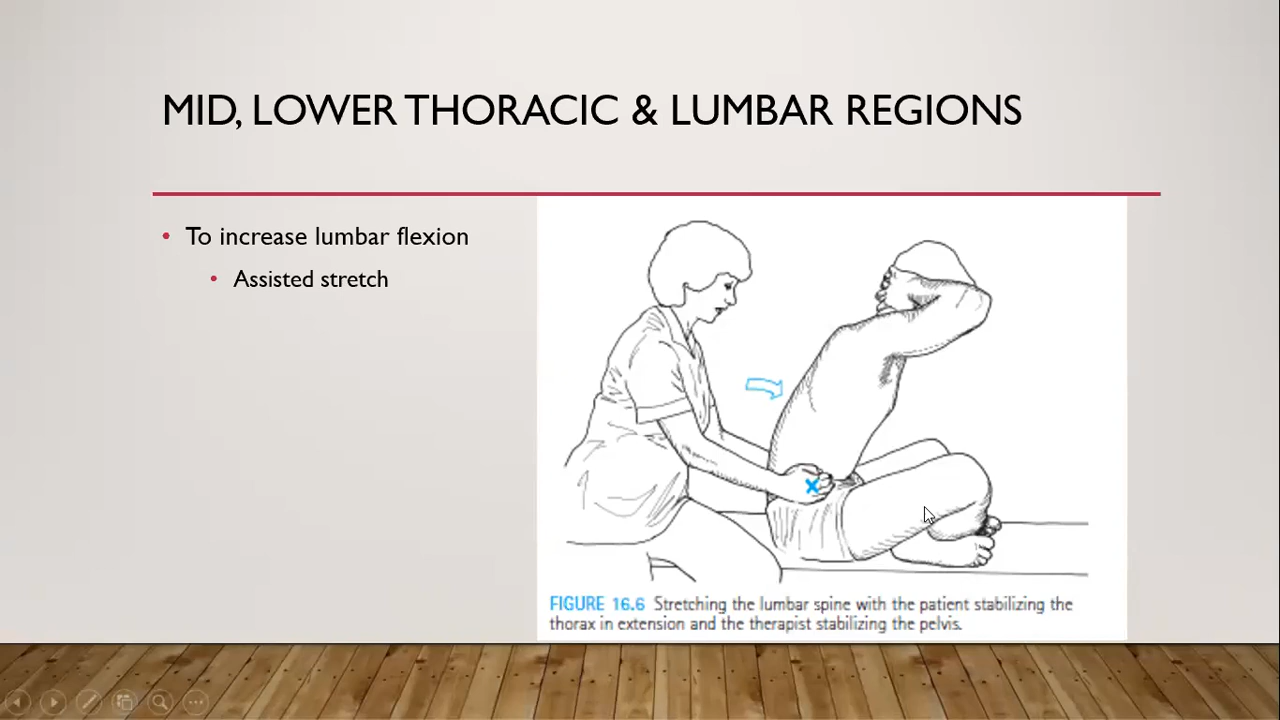 MID, LOWER THORACIC & LUMBAR REGIONS
• To increase lumbar flexion
• Assisted stretch
FIGURE 16.6 Stretching the lumbar spine with the patient stabilizing the
thorax in extension and the therapist stabilizing the pelvis.